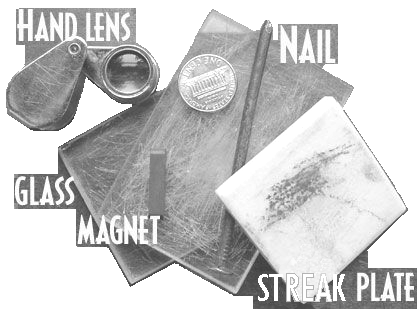 HAND LENS
NAIL
GLASS
MAGNET
STREAK PLATE